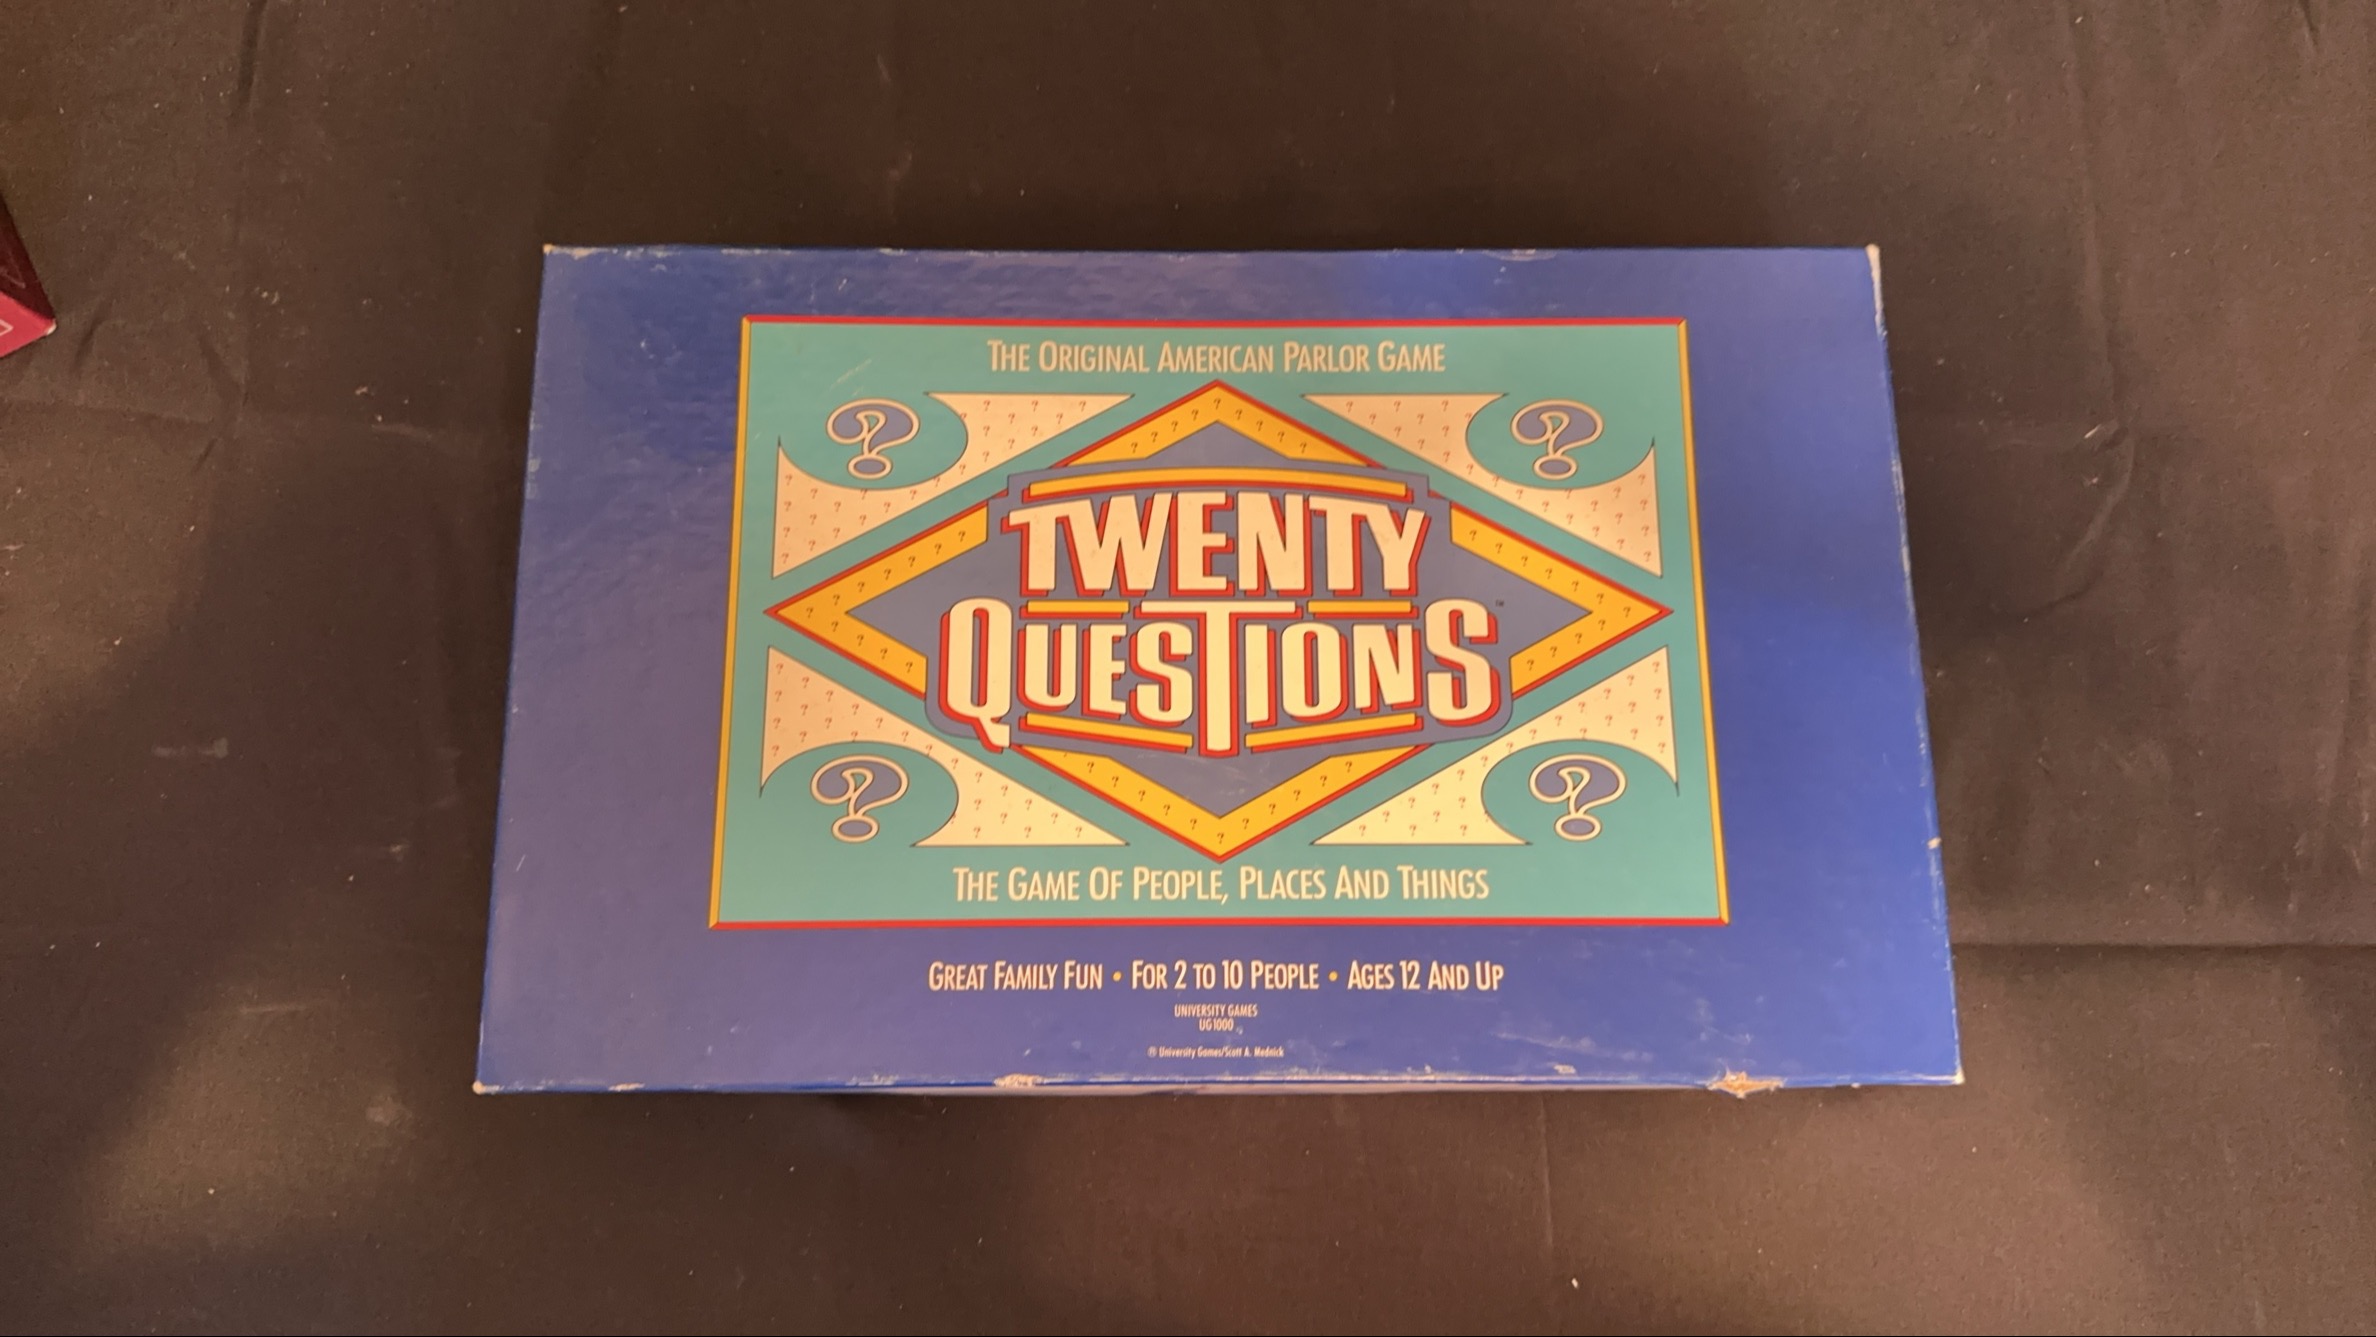 THE ORIGINAL AMERICAN PARLOR GAME
TWENTY
QUESTIONS™
THE GAME OF PEOPLE, PLACES AND THINGS
GREAT FAMILY FUN • FOR 2 TO 10 PEOPLE • AGES 12 AND UP
UNIVERSITY GAMES
UG1000
® University Games/Scott A. Mednick